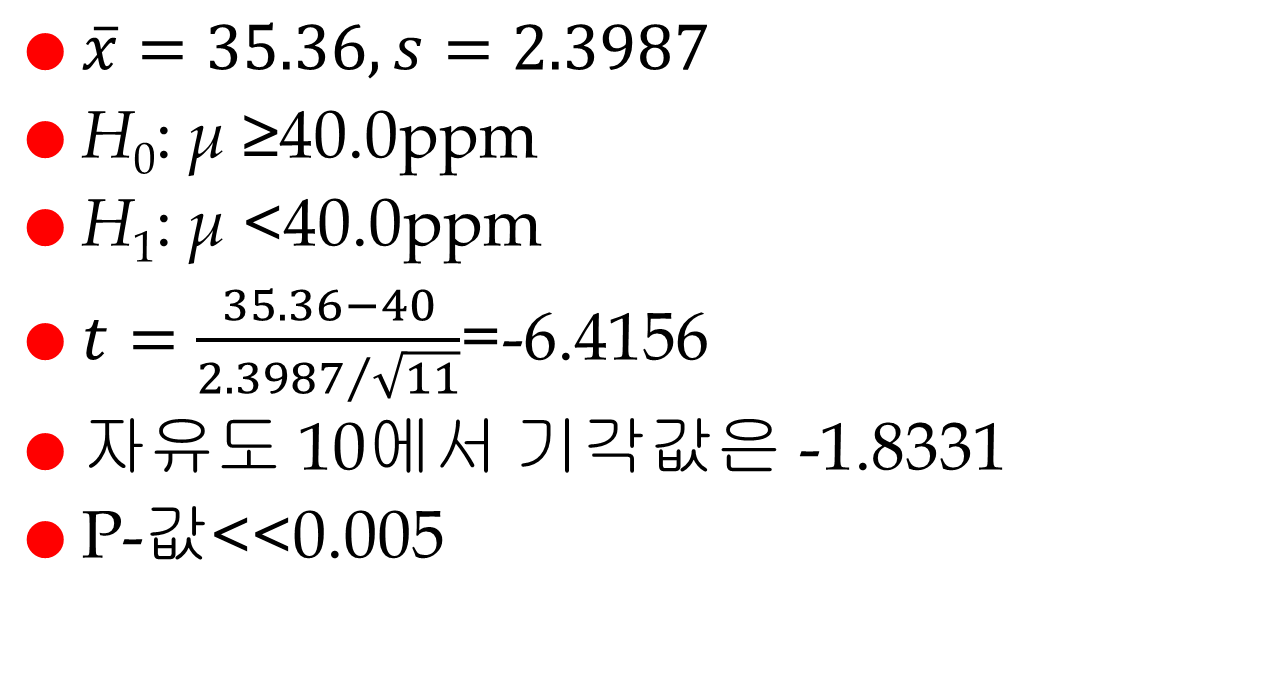 ● x̄ = 35.36, s = 2.3987
● H₀: μ ≥40.0ppm
● H₁: μ <40.0ppm
● t = (35.36−40)/(2.3987/√11)=-6.4156
● 자유도 10에서 기각값은 -1.8331
● P-값<<0.005